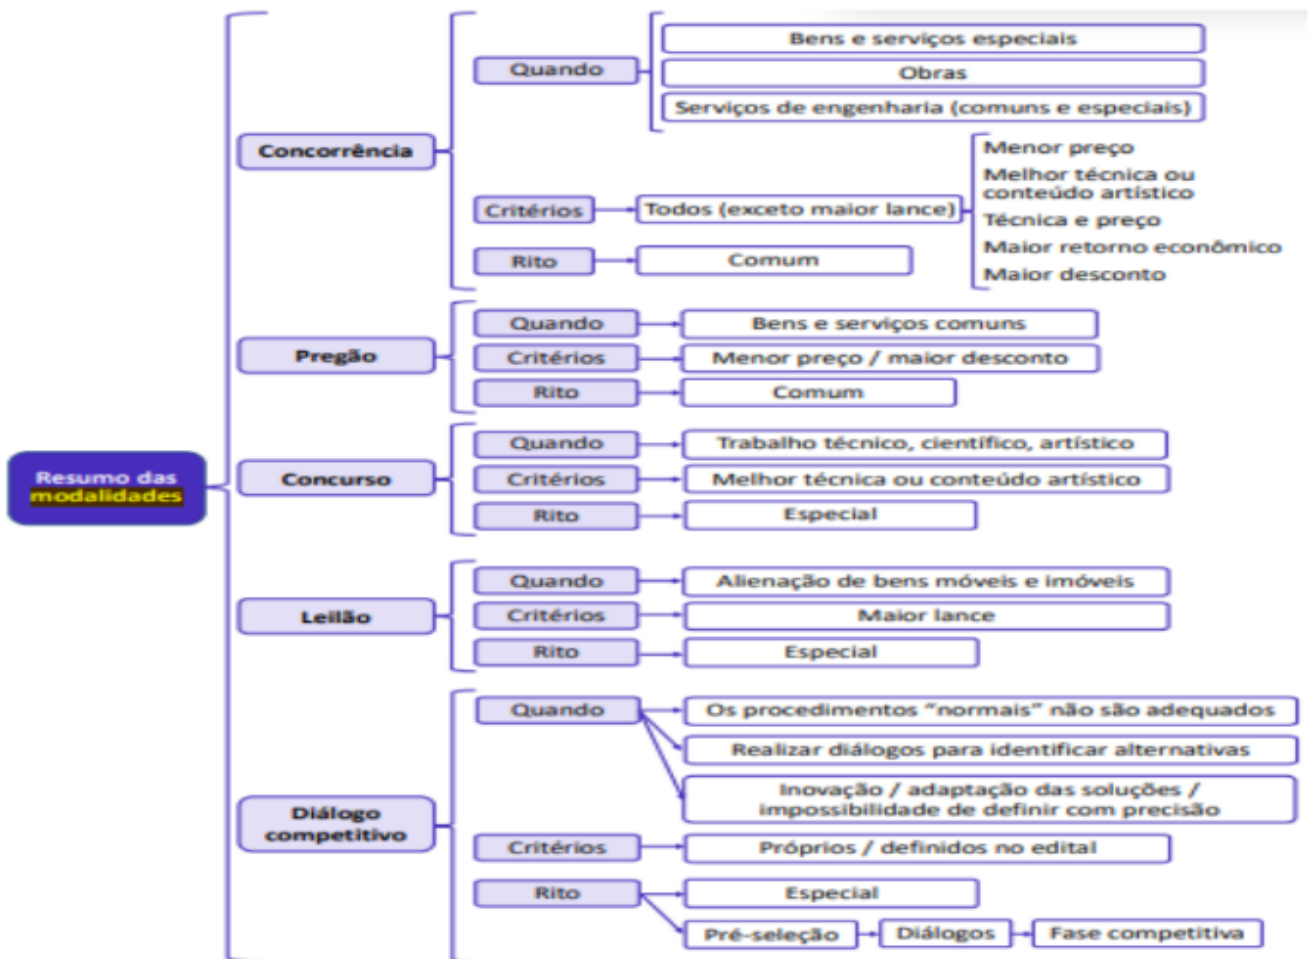 Resumo das
modalidades
Concorrência
Quando
Bens e serviços especiais
Obras
Serviços de engenharia (comuns e especiais)
Critérios
Todos (exceto maior lance)
Menor preço
Melhor técnica ou
conteúdo artístico
Técnica e preço
Maior retorno econômico
Maior desconto
Rito
Comum
Pregão
Quando
Bens e serviços comuns
Critérios
Menor preço / maior desconto
Rito
Comum
Concurso
Quando
Trabalho técnico, científico, artístico
Critérios
Melhor técnica ou conteúdo artístico
Rito
Especial
Leilão
Quando
Alienação de bens móveis e imóveis
Critérios
Maior lance
Rito
Especial
Diálogo
competitivo
Quando
Os procedimentos “normais” não são adequados
Realizar diálogos para identificar alternativas
Inovação / adaptação das soluções /
impossibilidade de definir com precisão
Critérios
Próprios / definidos no edital
Rito
Especial
Pré-seleção
Diálogos
Fase competitiva